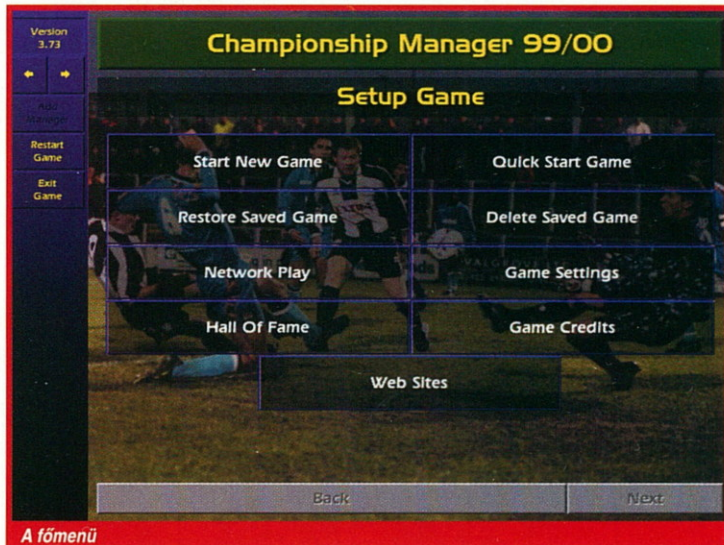 Version
3.73
Championship Manager 99/00
Setup Game
Add
Manager
Restart
Game
Exit
Game
Start New Game
Quick Start Game
Restore Saved Game
Delete Saved Game
Network Play
Game Settings
Hall Of Fame
Game Credits
Web Sites
Back
Next
A főmenü